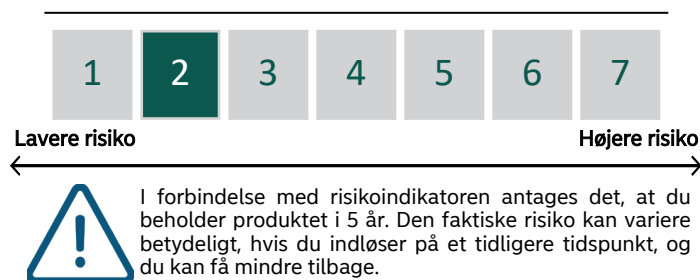 1 2 3 4 5 6 7
Lavere risiko Højere risiko
I forbindelse med risikoindikatoren antages det, at du
beholder produktet i 5 år. Den faktiske risiko kan variere
betydeligt, hvis du indløser på et tidligere tidspunkt, og
du kan få mindre tilbage.